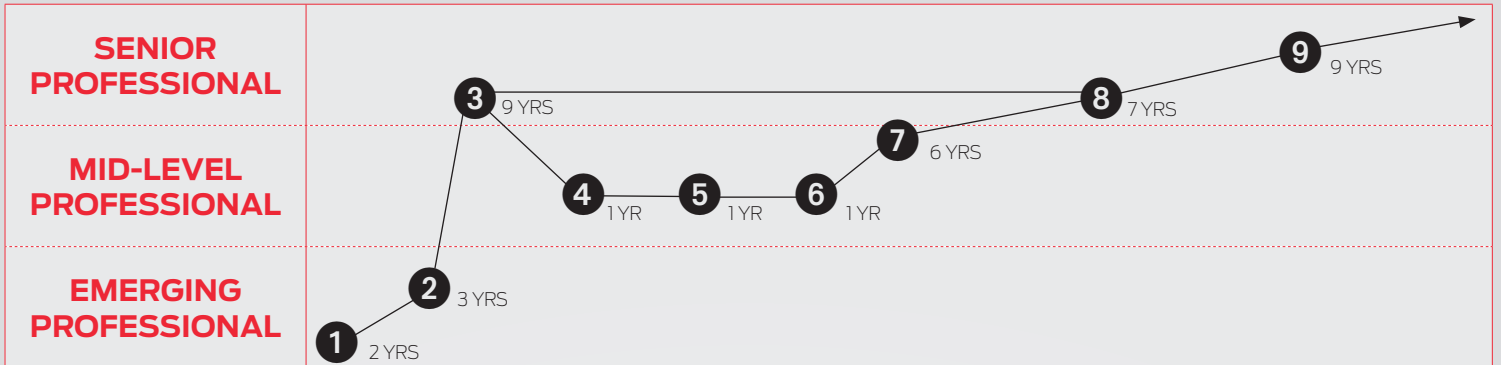 SENIOR
PROFESSIONAL
9
9 YRS
3
9 YRS
8
7 YRS
MID-LEVEL
PROFESSIONAL
7
6 YRS
4
1 YR
5
1 YR
6
1 YR
EMERGING
PROFESSIONAL
2
3 YRS
1
2 YRS